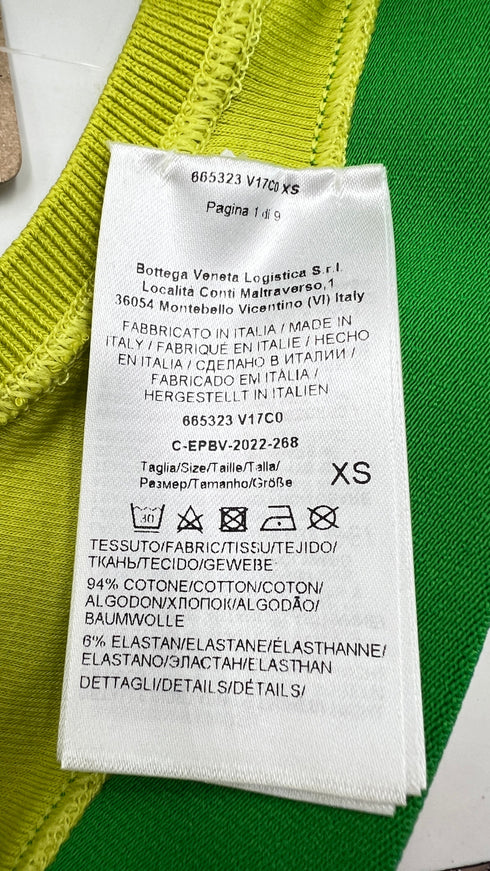 665323 V17C0 XS
Pagina 1 di 9
Bottega Veneta Logistica S.r.l.
Località Conti Maltraverso,1
36054 Montebello Vicentino (VI) Italy
FABBRICATO IN ITALIA / MADE IN
ITALY / FABRIQUÉ EN ITALIE / HECHO
EN ITALIA / СДЕЛАНО В ИТАЛИИ /
FABRICADO EM ITÀLIA /
HERGESTELLT IN ITALIEN
665323 V17C0
C-EPBV-2022-268
Taglia/Size/Taille/Talla/
Размер/Tamanho/Größe
XS
30
TESSUTO/FABRIC/TISSU/TEJIDO/
ТКАНЬ/TECIDO/GEWEBE:
94% COTONE/COTTON/COTON/
ALGODON/ХЛОПОК/ALGODÃO/
BAUMWOLLE
6% ELASTAN/ELASTANE/ÉLASTHANNE/
ELASTANO/ЭЛАСТАН/ELASTHAN
DETTAGLI/DETAILS/DÉTAILS/